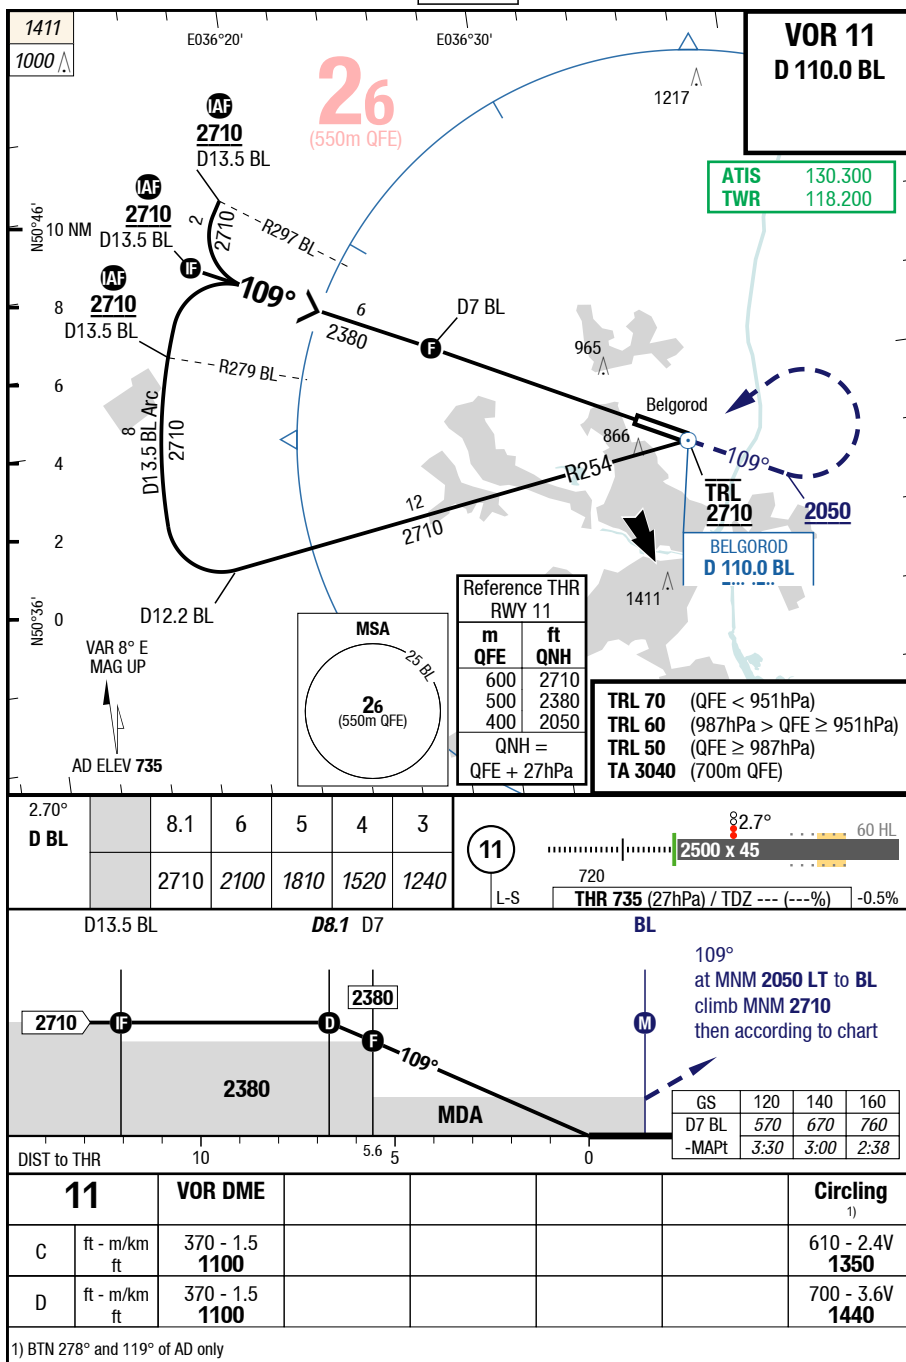 1411
1000
E036°20'
E036°30'
26
(550m QFE)
1217
VOR 11
D 110.0 BL
ATIS 130.300
TWR 118.200
IAF
2710
D13.5 BL
IAF
2710
D13.5 BL
IF
IAF
2710
D13.5 BL
N50°46'
10 NM
8
6
4
2
0
N50°36'
2
2710
R297 BL
109°
6
2380
D7 BL
F
965
R279 BL
8
D13.5 BL Arc
2710
Belgorod
866
R254
109°
12
2710
TRL
2710
2050
BELGOROD
D 110.0 BL
1411
D12.2 BL
VAR 8° E
MAG UP
AD ELEV 735
MSA
25 BL
26
(550m QFE)
Reference THR
RWY 11
m ft
QFE QNH
600 2710
500 2380
400 2050
QNH =
QFE + 27hPa
TRL 70 (QFE < 951hPa)
TRL 60 (987hPa > QFE ≥ 951hPa)
TRL 50 (QFE ≥ 987hPa)
TA 3040 (700m QFE)
2.70°
D BL 8.1 6 5 4 3
2710 2100 1810 1520 1240
11
L-S
2.7°
60 HL
2500 x 45
720
THR 735 (27hPa) / TDZ --- (---%) -0.5%
D13.5 BL D8.1 D7 BL
109°
at MNM 2050 LT to BL
climb MNM 2710
then according to chart
2380
2710 IF D M
F
109°
2380
MDA
GS 120 140 160
D7 BL 570 670 760
-MAPt 3:30 3:00 2:38
DIST to THR 10 5.6 5 0
11 VOR DME Circling
1)
C ft - m/km 370 - 1.5 610 - 2.4V
ft 1100 1350
D ft - m/km 370 - 1.5 700 - 3.6V
ft 1100 1440
1) BTN 278° and 119° of AD only